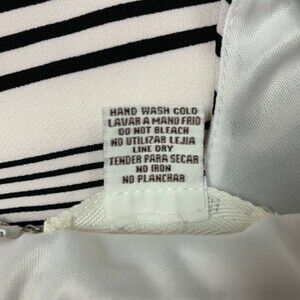 HAND WASH COLD
LAVAR A MANO FRIO
DO NOT BLEACH
NO UTILIZAR LEJIA
LINE DRY
TENDER PARA SECAR
NO IRON
NO PLANCHAR